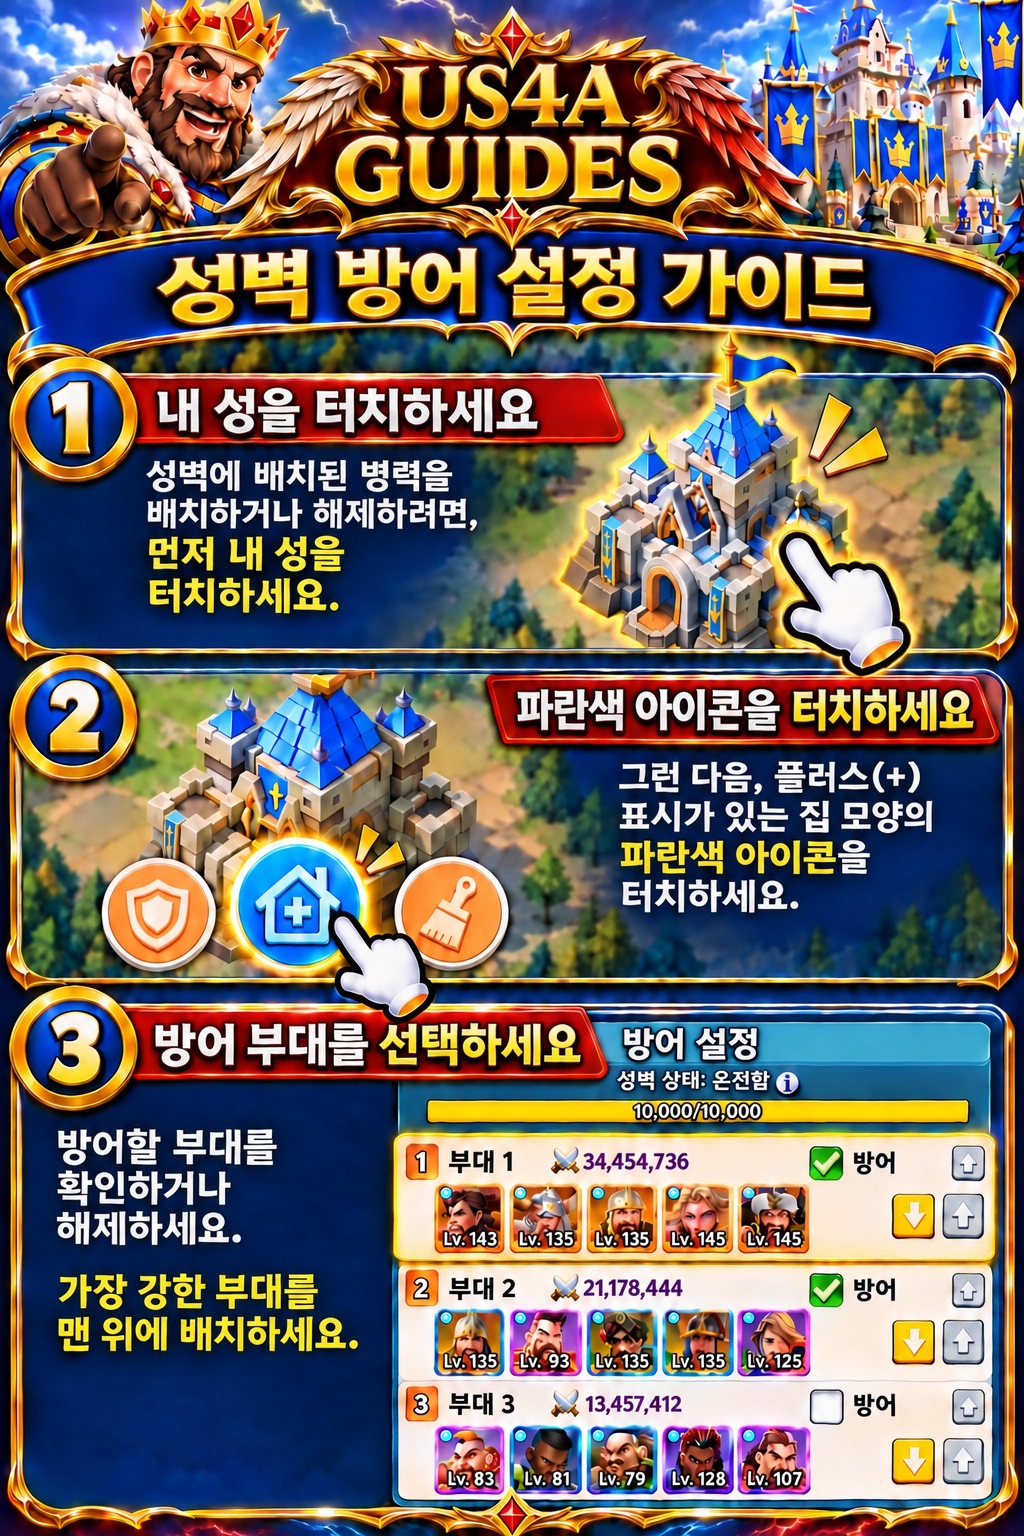 US4A
GUIDES
성벽 방어 설정 가이드
1
내 성을 터치하세요
성벽에 배치된 병력을
배치하거나 해제하려면,
먼저 내 성을
터치하세요.
2
파란색 아이콘을 터치하세요
그런 다음, 플러스(+)
표시가 있는 집 모양의
파란색 아이콘을
터치하세요.
3
방어 부대를 선택하세요
방어할 부대를
확인하거나
해제하세요.
가장 강한 부대를
맨 위에 배치하세요.
방어 설정
성벽 상태: 온전함 i
10,000/10,000
1 부대 1 34,454,736 방어
Lv. 143 Lv. 135 Lv. 135 Lv. 145 Lv. 145
2 부대 2 21,178,444 방어
Lv. 135 Lv. 93 Lv. 135 Lv. 135 Lv. 125
3 부대 3 13,457,412 방어
Lv. 83 Lv. 81 Lv. 79 Lv. 128 Lv. 107